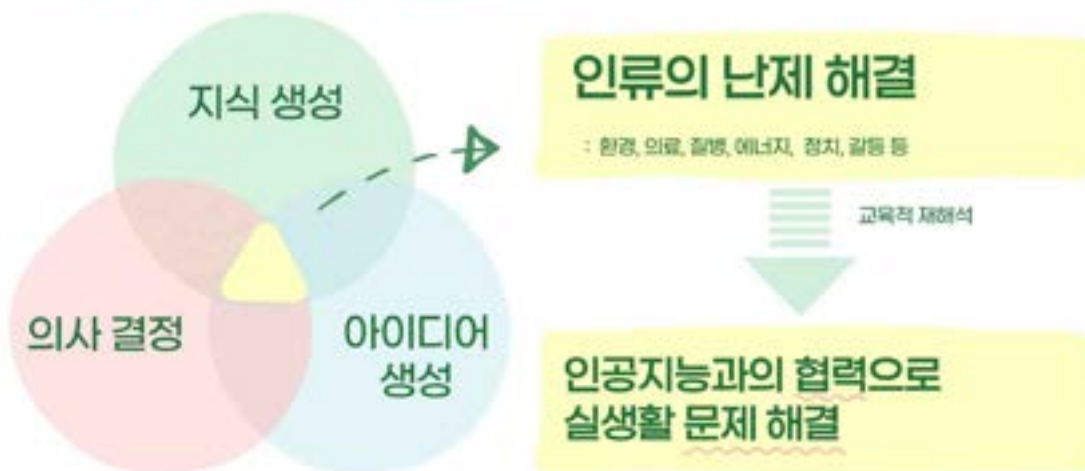 지식 생성
의사 결정
아이디어
생성
인류의 난제 해결
: 환경, 의료, 질병, 에너지, 정치, 갈등 등
교육적 재해석
인공지능과의 협력으로
실생활 문제 해결